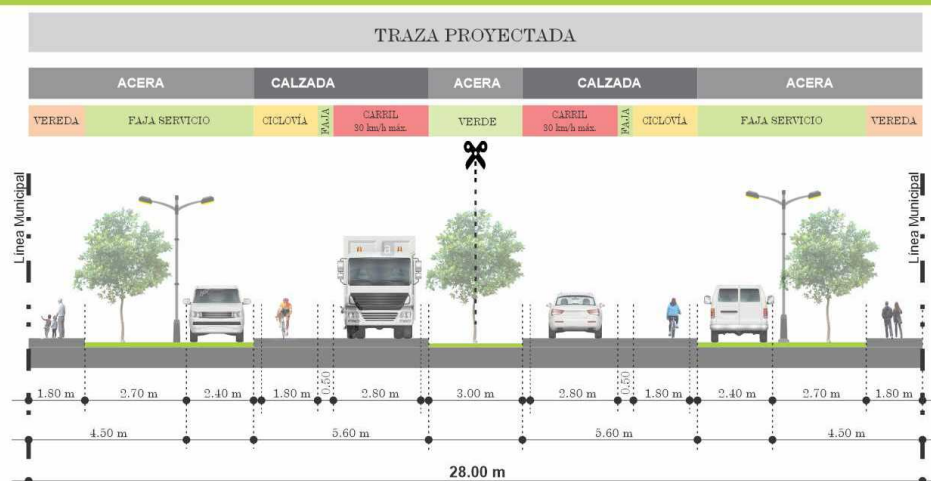 TRAZA PROYECTADA
ACERA CALZADA ACERA CALZADA ACERA
VEREDA FAJA SERVICIO CICLOVÍA FAJA CARRIL 30 km/h máx. VERDE CARRIL 30 km/h máx. FAJA CICLOVÍA FAJA SERVICIO VEREDA
Línea Municipal Línea Municipal
1.80 m 2.70 m 2.40 m 1.80 m 0.50 2.80 m 3.00 m 2.80 m 0.50 1.80 m 2.40 m 2.70 m 1.80 m
4.50 m 5.60 m 5.60 m 4.50 m
28.00 m